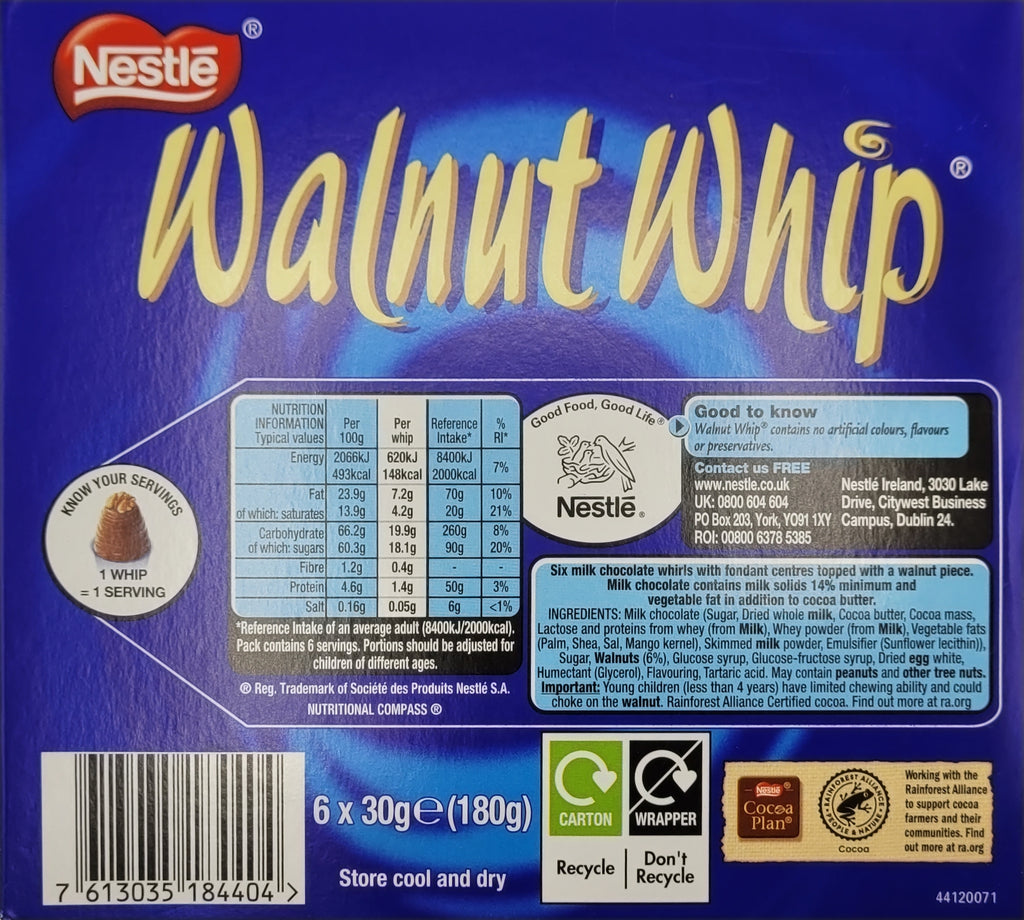 Nestlé ®
Walnut Whip ®
KNOW YOUR SERVINGS
1 WHIP
= 1 SERVING
NUTRITION INFORMATION Typical values | Per 100g | Per whip | Reference Intake* | % RI*
Energy | 2066kJ | 620kJ | 8400kJ | 7%
493kcal | 148kcal | 2000kcal
Fat | 23.9g | 7.2g | 70g | 10%
of which: saturates | 13.9g | 4.2g | 20g | 21%
Carbohydrate | 66.2g | 19.9g | 260g | 8%
of which: sugars | 60.3g | 18.1g | 90g | 20%
Fibre | 1.2g | 0.4g | - | -
Protein | 4.6g | 1.4g | 50g | 3%
Salt | 0.16g | 0.05g | 6g | <1%
*Reference Intake of an average adult (8400kJ/2000kcal).
Pack contains 6 servings. Portions should be adjusted for
children of different ages.
® Reg. Trademark of Société des Produits Nestlé S.A.
NUTRITIONAL COMPASS ®
Good Food, Good Life®
Nestlé®
Good to know
Walnut Whip® contains no artificial colours, flavours
or preservatives.
Contact us FREE
www.nestle.co.uk
UK: 0800 604 604
PO Box 203, York, YO91 1XY
ROI: 00800 6378 5385
Nestlé Ireland, 3030 Lake
Drive, Citywest Business
Campus, Dublin 24.
Six milk chocolate whirls with fondant centres topped with a walnut piece.
Milk chocolate contains milk solids 14% minimum and
vegetable fat in addition to cocoa butter.
INGREDIENTS: Milk chocolate (Sugar, Dried whole milk, Cocoa butter, Cocoa mass,
Lactose and proteins from whey (from Milk), Whey powder (from Milk), Vegetable fats
(Palm, Shea, Sal, Mango kernel), Skimmed milk powder, Emulsifier (Sunflower lecithin)),
Sugar, Walnuts (6%), Glucose syrup, Glucose-fructose syrup, Dried egg white,
Humectant (Glycerol), Flavouring, Tartaric acid. May contain peanuts and other tree nuts.
Important: Young children (less than 4 years) have limited chewing ability and could
choke on the walnut. Rainforest Alliance Certified cocoa. Find out more at ra.org
7 613035 184404 >
6 x 30g℮(180g)
Store cool and dry
CARTON
WRAPPER
Recycle
Don't
Recycle
Nestlé ®
Cocoa
Plan®
RAINFOREST ALLIANCE
PEOPLE & NATURE
Cocoa
Working with the
Rainforest Alliance
to support cocoa
farmers and their
communities. Find
out more at ra.org
44120071